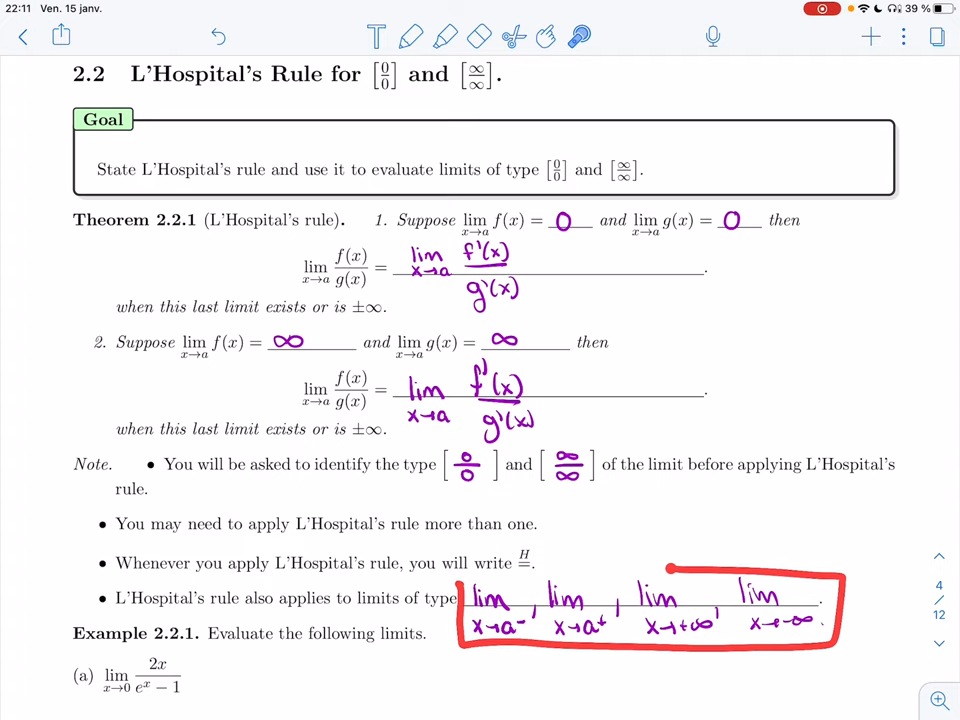 22:11 Ven. 15 janv. 39 %
2.2 L'Hospital's Rule for [0/0] and [∞/∞].
Goal
State L'Hospital's rule and use it to evaluate limits of type [0/0] and [∞/∞].
Theorem 2.2.1 (L'Hospital's rule). 1. Suppose lim x→a f(x) = 0 and lim x→a g(x) = 0 then
lim x→a f(x)/g(x) = lim x→a f'(x)/g'(x).
when this last limit exists or is ±∞.
2. Suppose lim x→a f(x) = ∞ and lim x→a g(x) = ∞ then
lim x→a f(x)/g(x) = lim x→a f'(x)/g'(x).
when this last limit exists or is ±∞.
Note. • You will be asked to identify the type [0/0] and [∞/∞] of the limit before applying L'Hospital's
rule.
• You may need to apply L'Hospital's rule more than one.
• Whenever you apply L'Hospital's rule, you will write H=.
• L'Hospital's rule also applies to limits of type lim x→a⁻, lim x→a⁺, lim x→+∞, lim x→-∞.
Example 2.2.1. Evaluate the following limits.
(a) lim x→0 2x/(eˣ − 1)
4
/
12